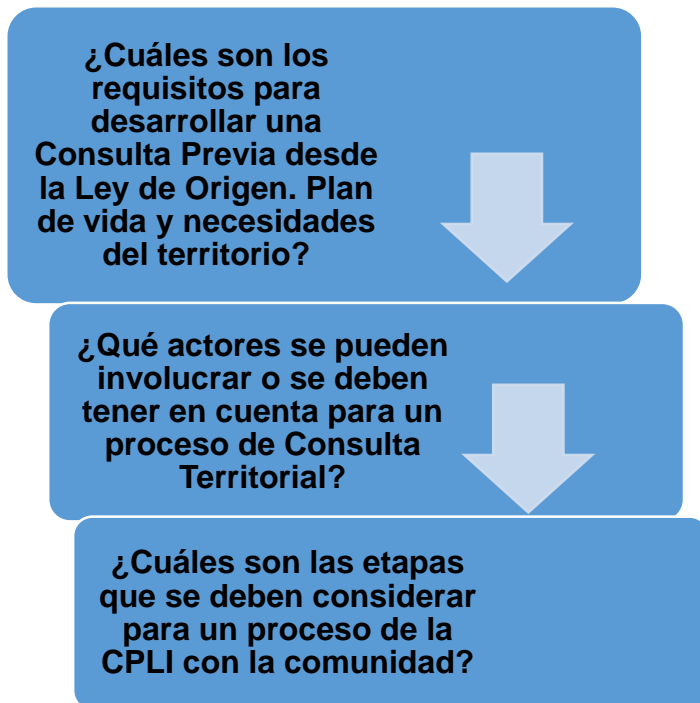 ¿Cuáles son los
requisitos para
desarrollar una
Consulta Previa desde
la Ley de Origen. Plan
de vida y necesidades
del territorio?
¿Qué actores se pueden
involucrar o se deben
tener en cuenta para un
proceso de Consulta
Territorial?
¿Cuáles son las etapas
que se deben considerar
para un proceso de la
CPLI con la comunidad?